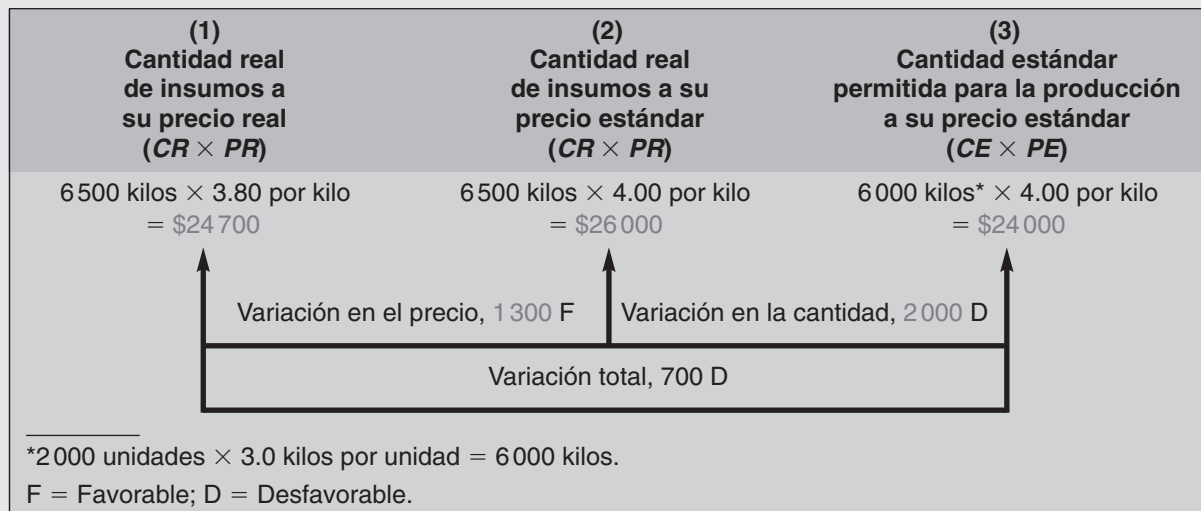 (1)
Cantidad real
de insumos a
su precio real
(CR × PR)
(2)
Cantidad real
de insumos a su
precio estándar
(CR × PR)
(3)
Cantidad estándar
permitida para la producción
a su precio estándar
(CE × PE)
6 500 kilos × 3.80 por kilo
= $24 700
6 500 kilos × 4.00 por kilo
= $26 000
6 000 kilos* × 4.00 por kilo
= $24 000
Variación en el precio, 1 300 F
Variación en la cantidad, 2 000 D
Variación total, 700 D
*2 000 unidades × 3.0 kilos por unidad = 6 000 kilos.
F = Favorable; D = Desfavorable.